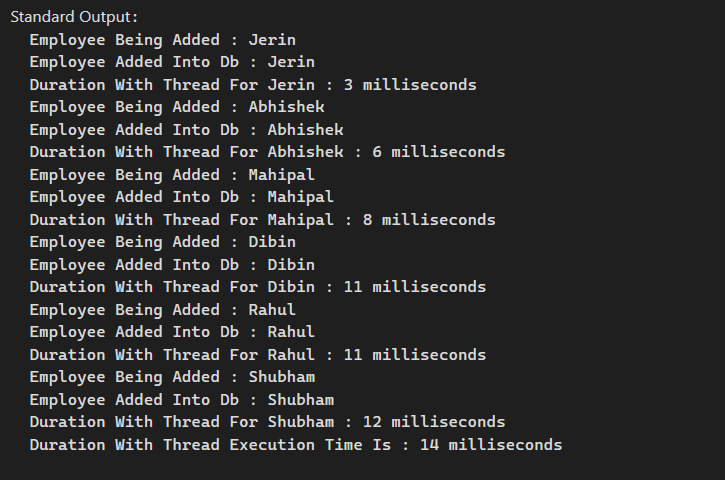 Standard Output:
Employee Being Added : Jerin
Employee Added Into Db : Jerin
Duration With Thread For Jerin : 3 milliseconds
Employee Being Added : Abhishek
Employee Added Into Db : Abhishek
Duration With Thread For Abhishek : 6 milliseconds
Employee Being Added : Mahipal
Employee Added Into Db : Mahipal
Duration With Thread For Mahipal : 8 milliseconds
Employee Being Added : Dibin
Employee Added Into Db : Dibin
Duration With Thread For Dibin : 11 milliseconds
Employee Being Added : Rahul
Employee Added Into Db : Rahul
Duration With Thread For Rahul : 11 milliseconds
Employee Being Added : Shubham
Employee Added Into Db : Shubham
Duration With Thread For Shubham : 12 milliseconds
Duration With Thread Execution Time Is : 14 milliseconds